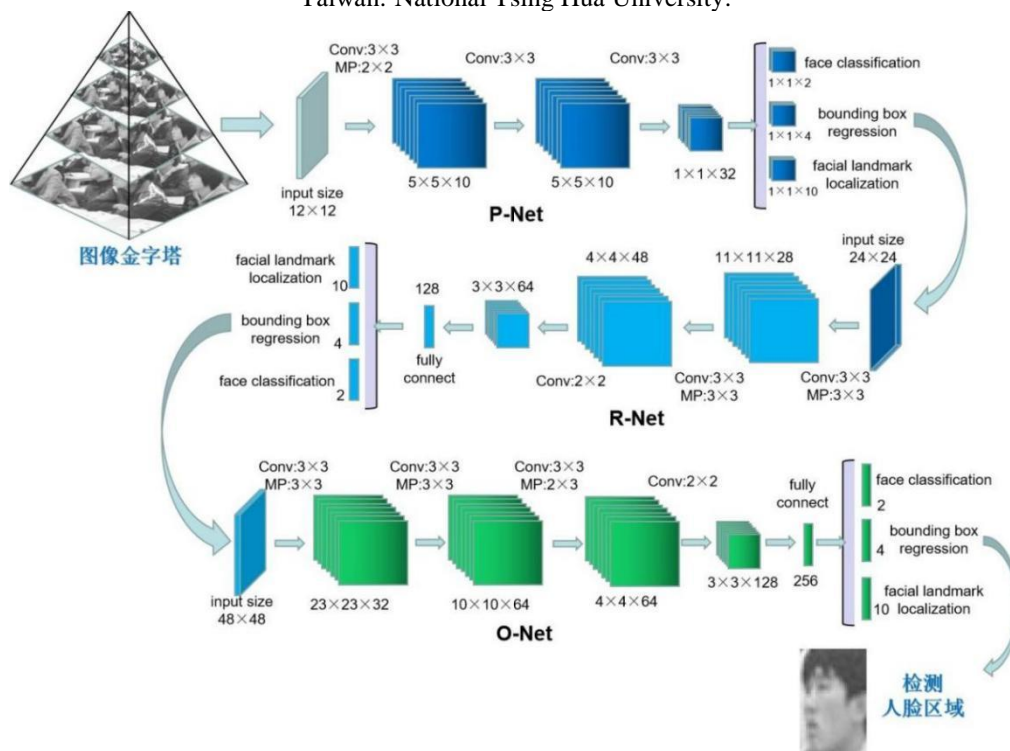 Taiwan: National Tsing Hua University.
Conv:3×3
MP:2×2
Conv:3×3
Conv:3×3
input size
12×12
5×5×10
5×5×10
1×1×32
1×1×2
face classification
1×1×4
bounding box
regression
1×1×10
facial landmark
localization
P-Net
图像金字塔
facial landmark
localization
10
bounding box
regression
4
face classification
2
128
fully
connect
3×3×64
Conv:2×2
4×4×48
Conv:3×3
MP:3×3
11×11×28
Conv:3×3
MP:3×3
input size
24×24
R-Net
Conv:3×3
MP:3×3
Conv:3×3
MP:3×3
Conv:3×3
MP:2×3
Conv:2×2
fully
connect
input size
48×48
23×23×32
10×10×64
4×4×64
3×3×128
256
face classification
2
bounding box
4
regression
facial landmark
10 localization
O-Net
检测
人脸区域